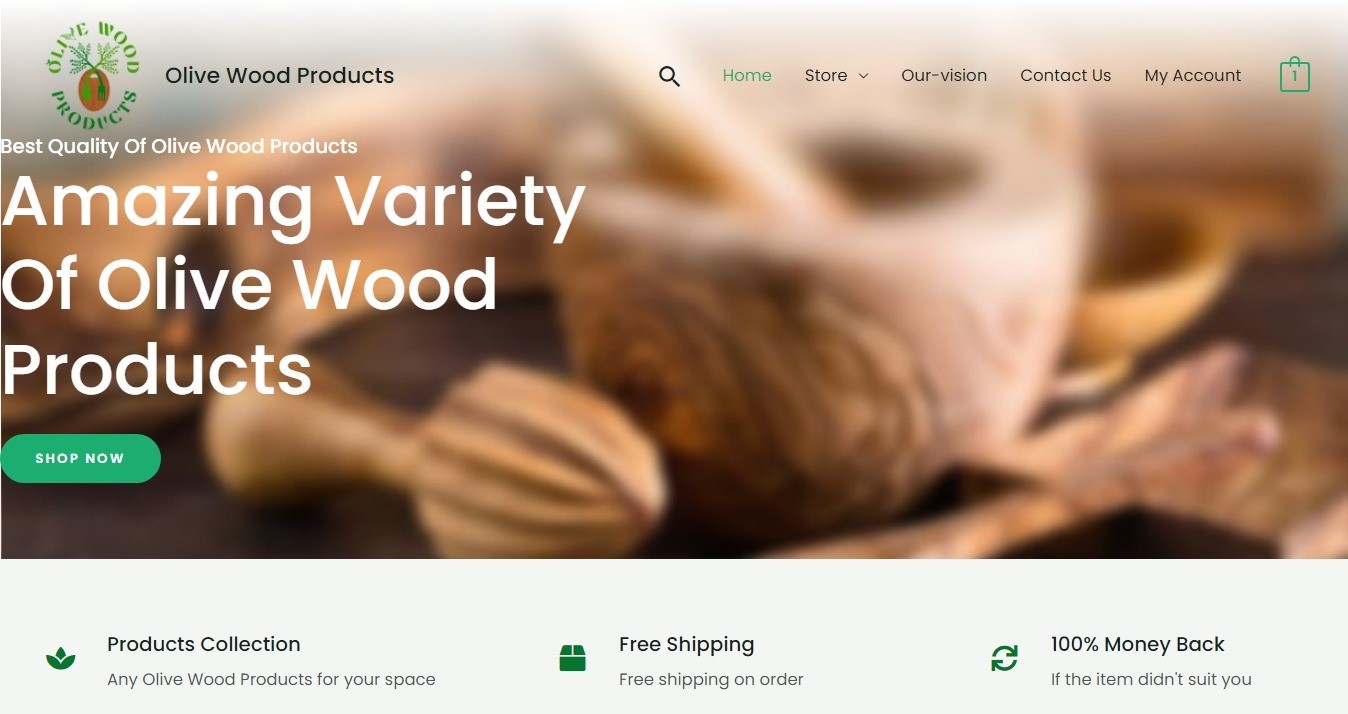 OLIVE WOOD
PRODUCTS
Olive Wood Products
Home
Store
Our-vision
Contact Us
My Account
1
Best Quality Of Olive Wood Products
Amazing Variety
Of Olive Wood
Products
SHOP NOW
Products Collection
Any Olive Wood Products for your space
Free Shipping
Free shipping on order
100% Money Back
If the item didn't suit you